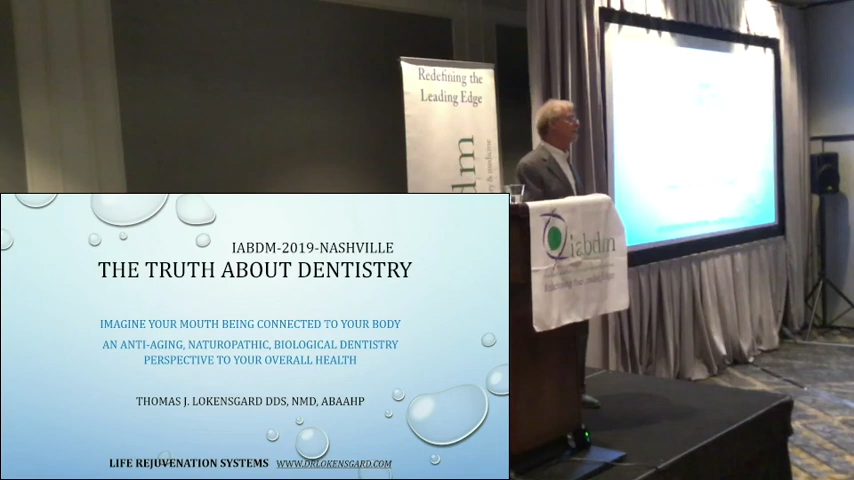 Redefining the
Leading Edge
dm
y & medicine
iabdm
Redefining the Leading Edge
IABDM-2019-NASHVILLE
THE TRUTH ABOUT DENTISTRY
IMAGINE YOUR MOUTH BEING CONNECTED TO YOUR BODY
AN ANTI-AGING, NATUROPATHIC, BIOLOGICAL DENTISTRY
PERSPECTIVE TO YOUR OVERALL HEALTH
THOMAS J. LOKENSGARD DDS, NMD, ABAAHP
LIFE REJUVENATION SYSTEMS WWW.DRLOKENSGARD.COM